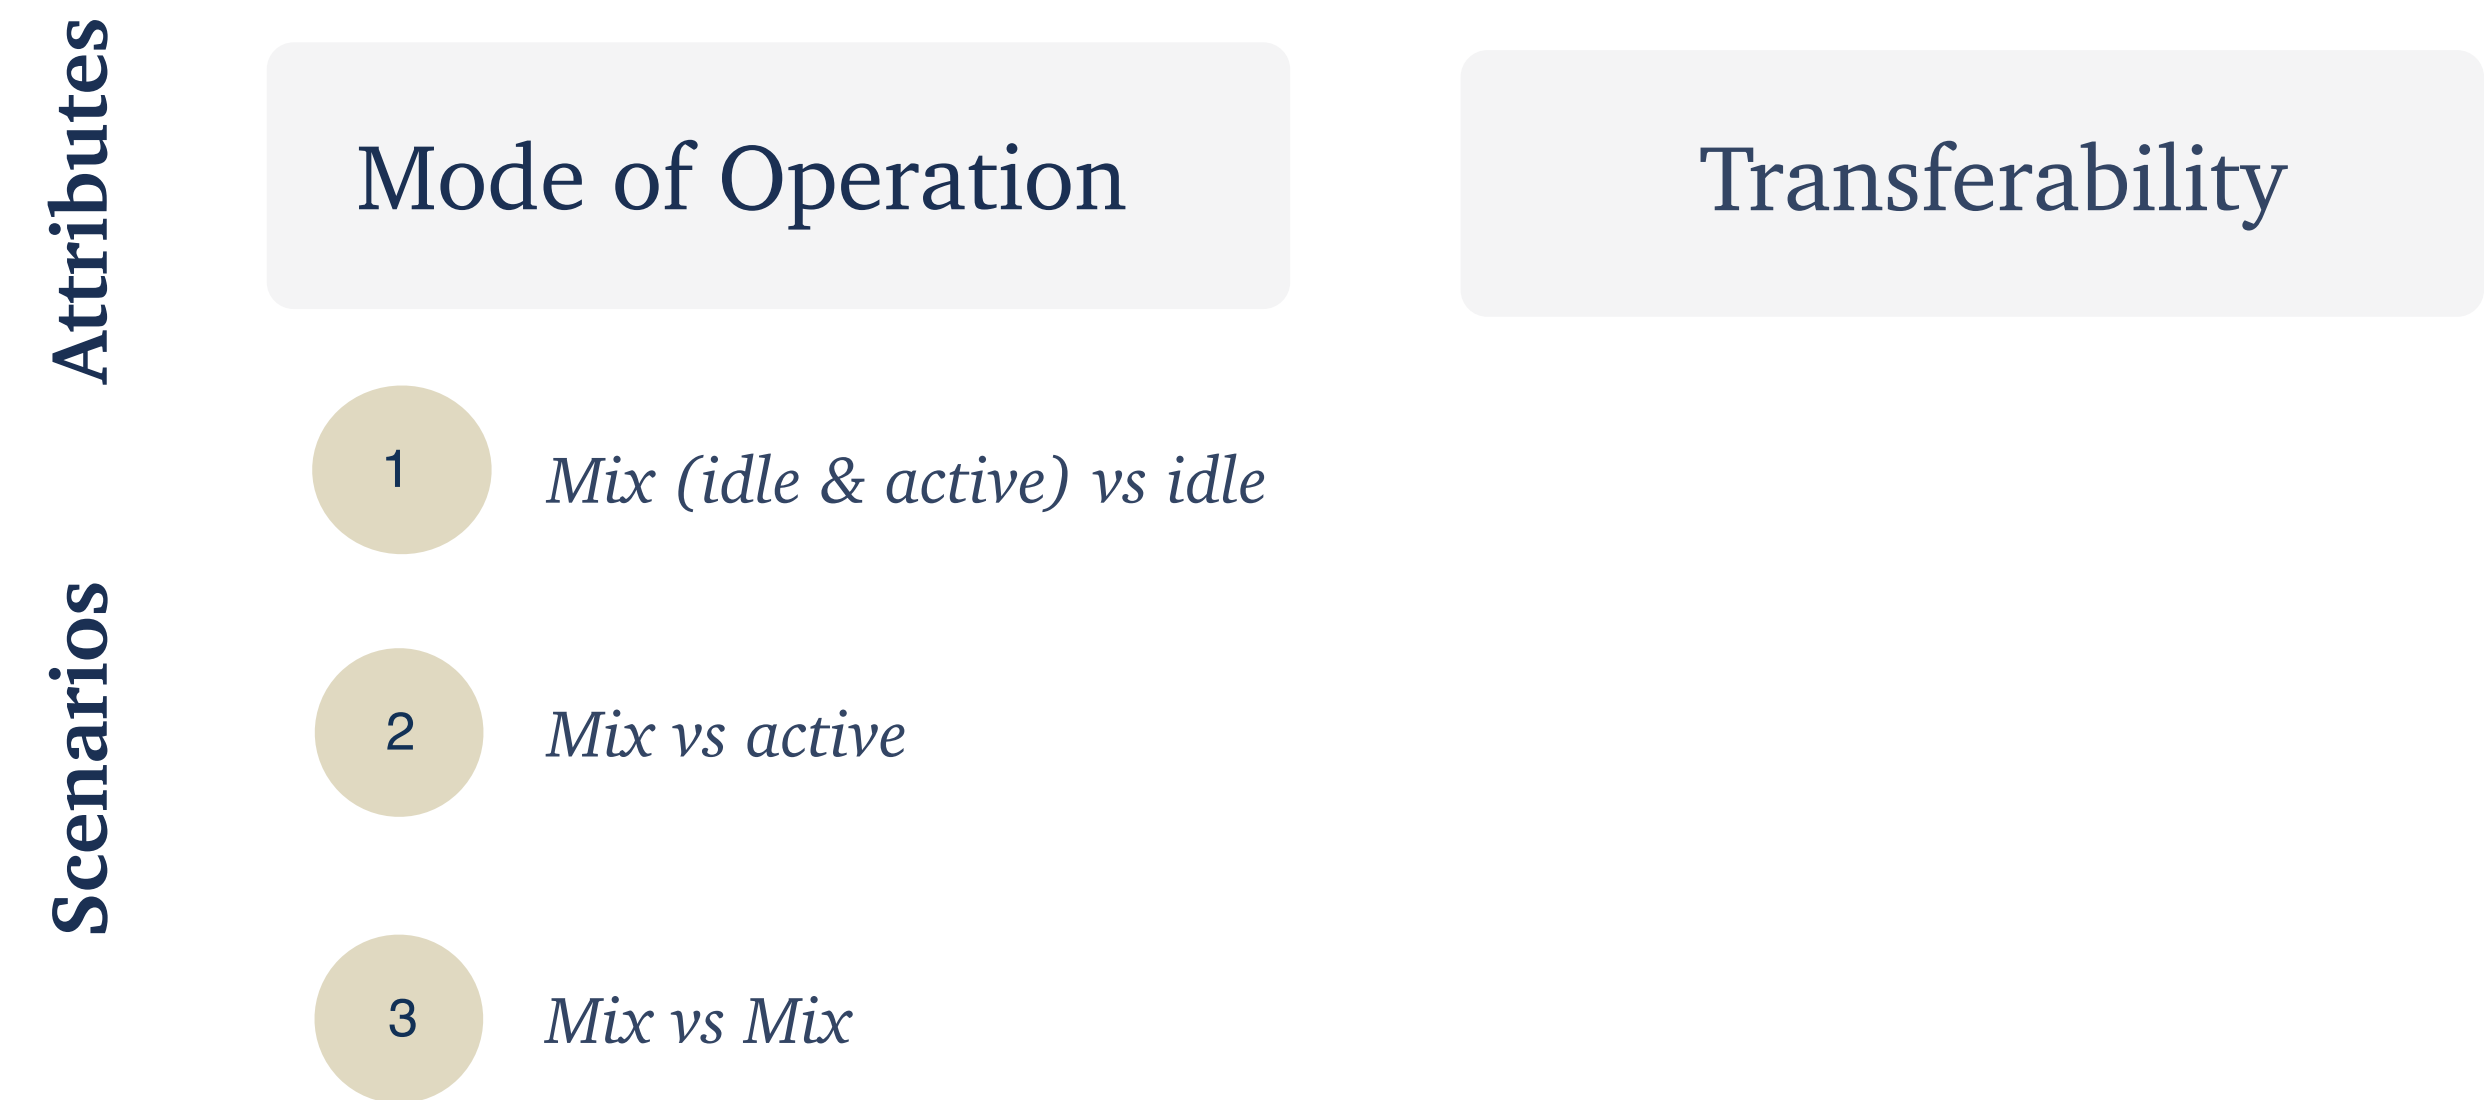 Attributes
Mode of Operation
Transferability
Scenarios
1
Mix (idle & active) vs idle
2
Mix vs active
3
Mix vs Mix